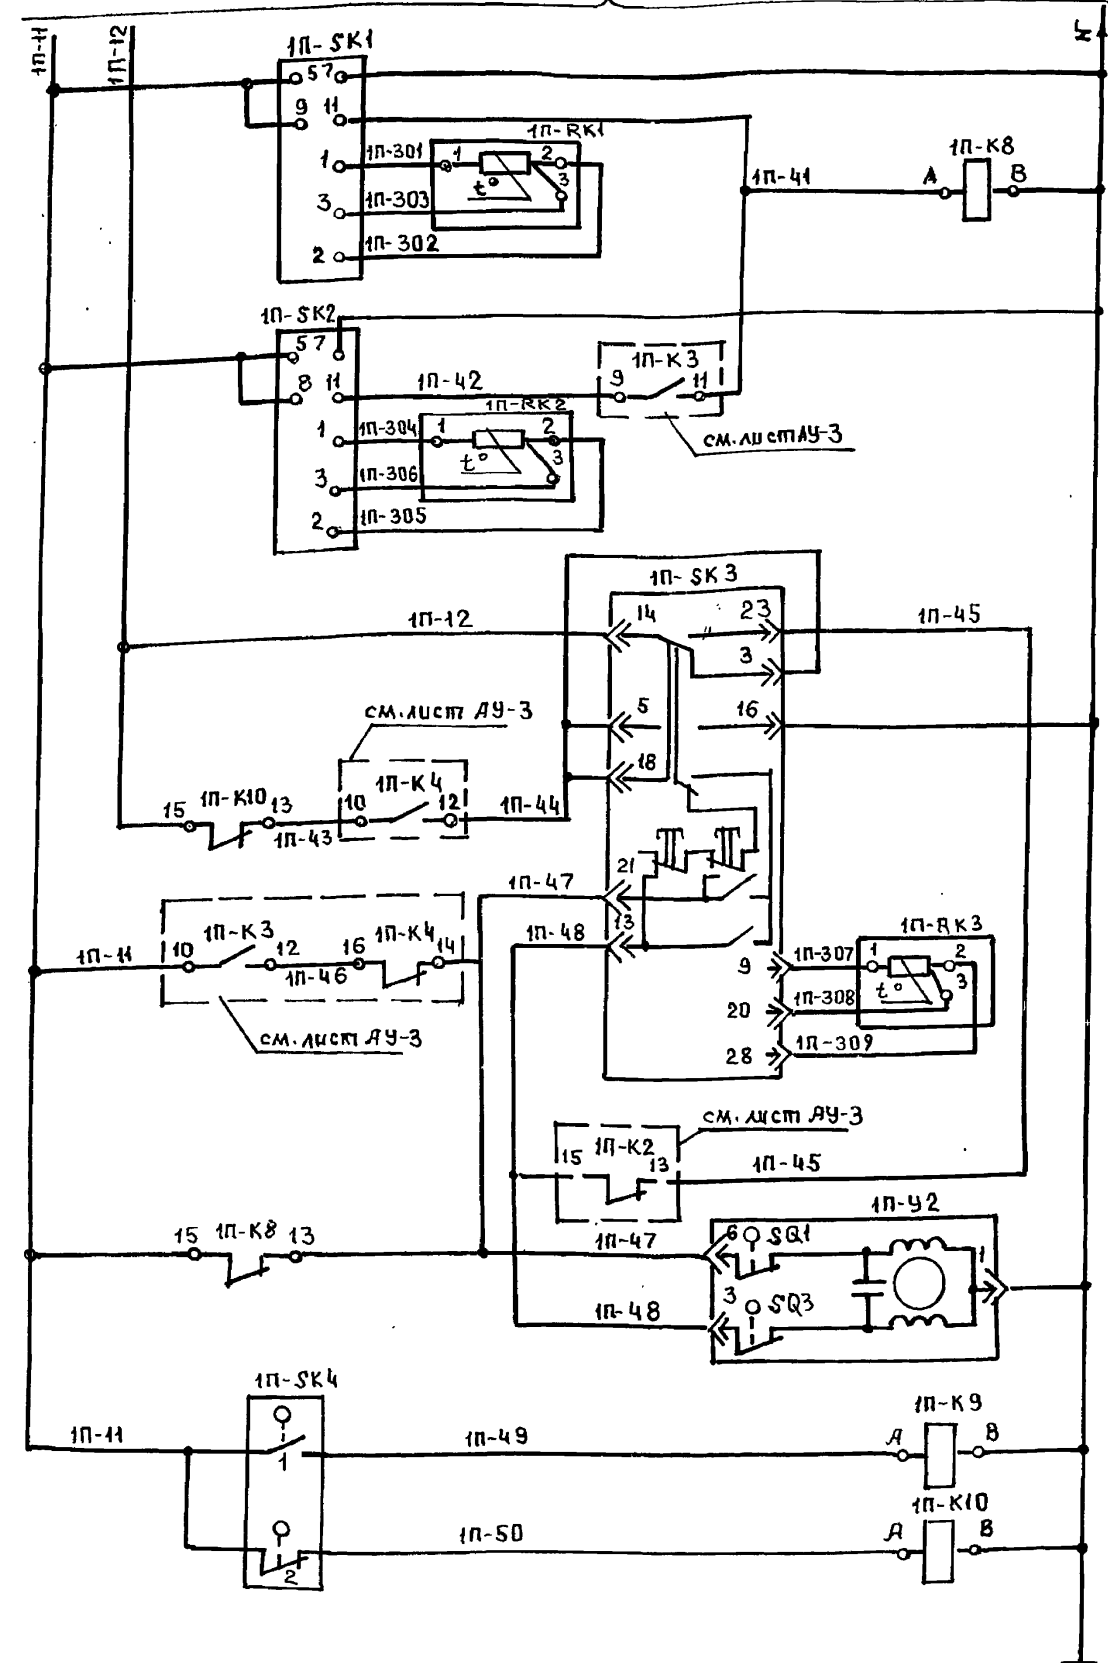 1П-11
1П-12
N1
1П-SK1
5 7
9 11
1П-RK1
1 1П-301 1 2
t° 3
3 1П-303
2 1П-302
1П-K8
1П-41 A B
1П-SK2
5 7
8 11
1П-42
1П-K3
9 11
см.лист АУ-3
1П-RK2
1 1П-304 1 2
t° 3
3 1П-306
2 1П-305
1П-SK3
1П-12 14 23 1П-45
3
5 16
18
см.лист АУ-3
15 1П-K10 13
1П-43
1П-K4
10 12
1П-44
21
1П-47
13
1П-48
1П-11
1П-K3
10 12
1П-46
1П-K4
16 14
см.лист АУ-3
1П-RK3
9 1П-307 1 2
t° 3
20 1П-308
28 1П-309
см.лист АУ-3
1П-K2
15 13
1П-45
1П-У2
15 1П-K8 13
1П-47
6 SQ1
1
1П-48
3 SQ3
1П-SK4
1П-11
1
1П-49
1П-K9
A B
2
1П-50
1П-K10
A B